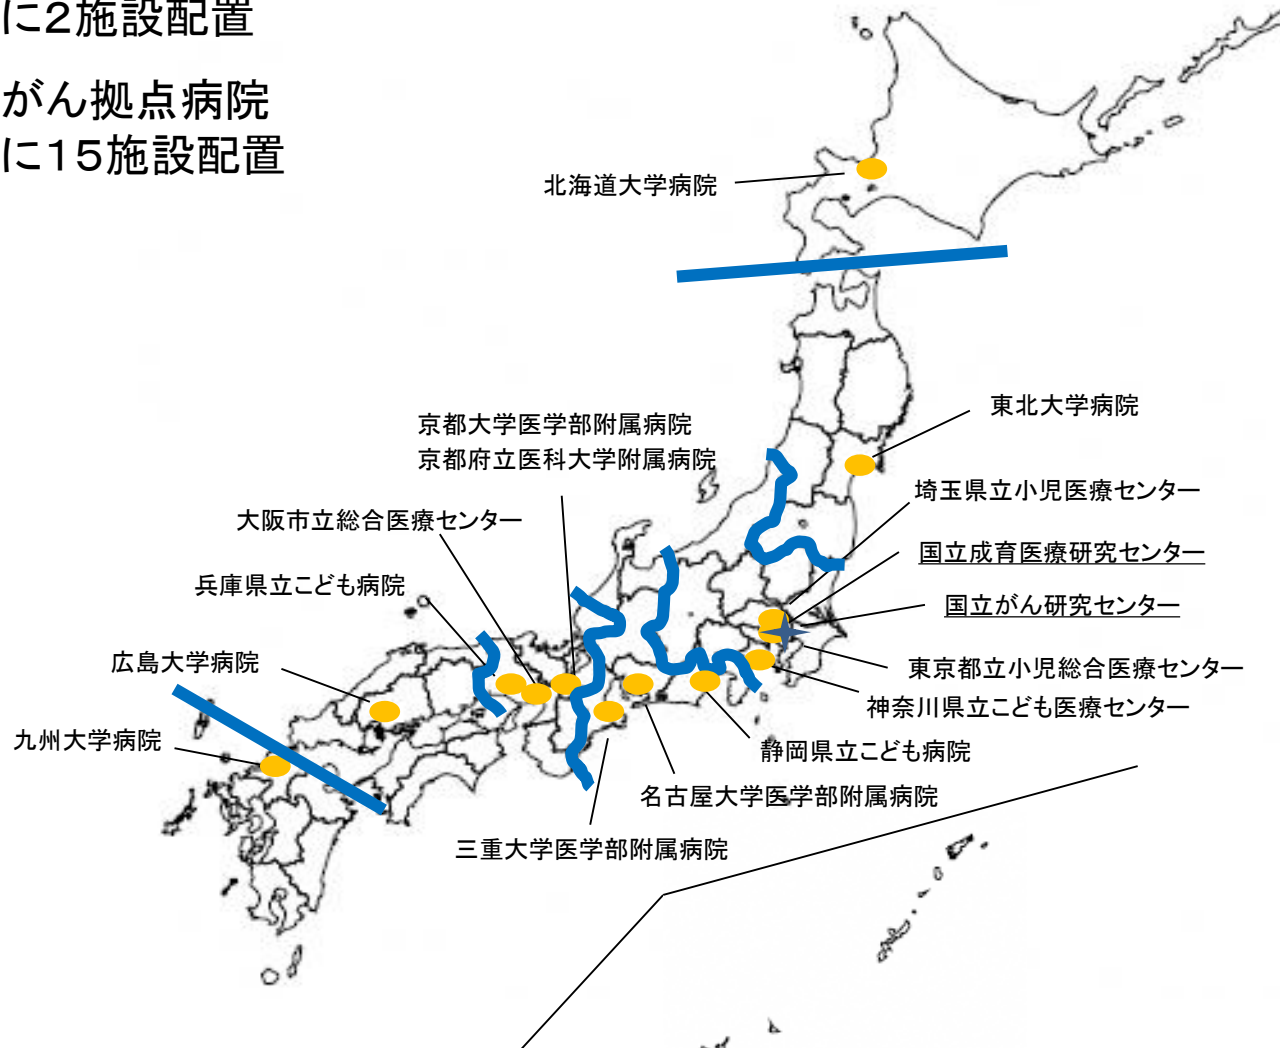 に2施設配置
がん拠点病院
に15施設配置
北海道大学病院
東北大学病院
京都大学医学部附属病院
京都府立医科大学附属病院
埼玉県立小児医療センター
大阪市立総合医療センター
国立成育医療研究センター
兵庫県立こども病院
国立がん研究センター
広島大学病院
東京都立小児総合医療センター
神奈川県立こども医療センター
九州大学病院
静岡県立こども病院
名古屋大学医学部附属病院
三重大学医学部附属病院